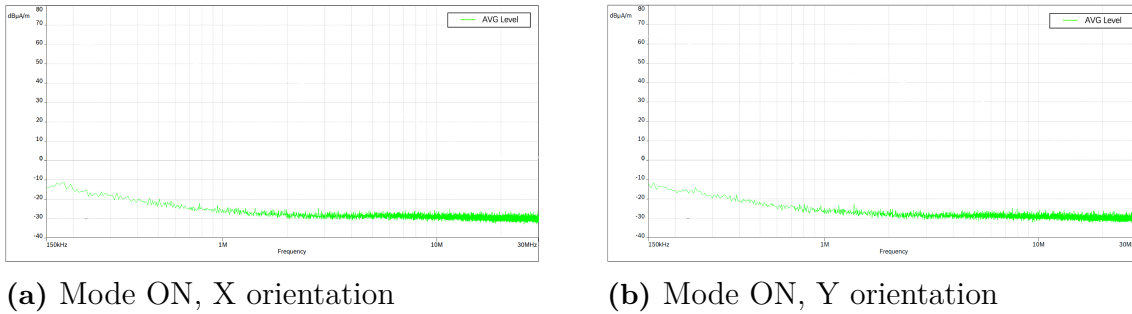 80
dBµA/m
AVG Level
70
60
50
40
30
20
10
0
-10
-20
-30
-40
150kHz 1M 10M 30MHz
Frequency
80
dBµA/m
AVG Level
70
60
50
40
30
20
10
0
-10
-20
-30
-40
150kHz 1M 10M 30MHz
Frequency
(a) Mode ON, X orientation
(b) Mode ON, Y orientation